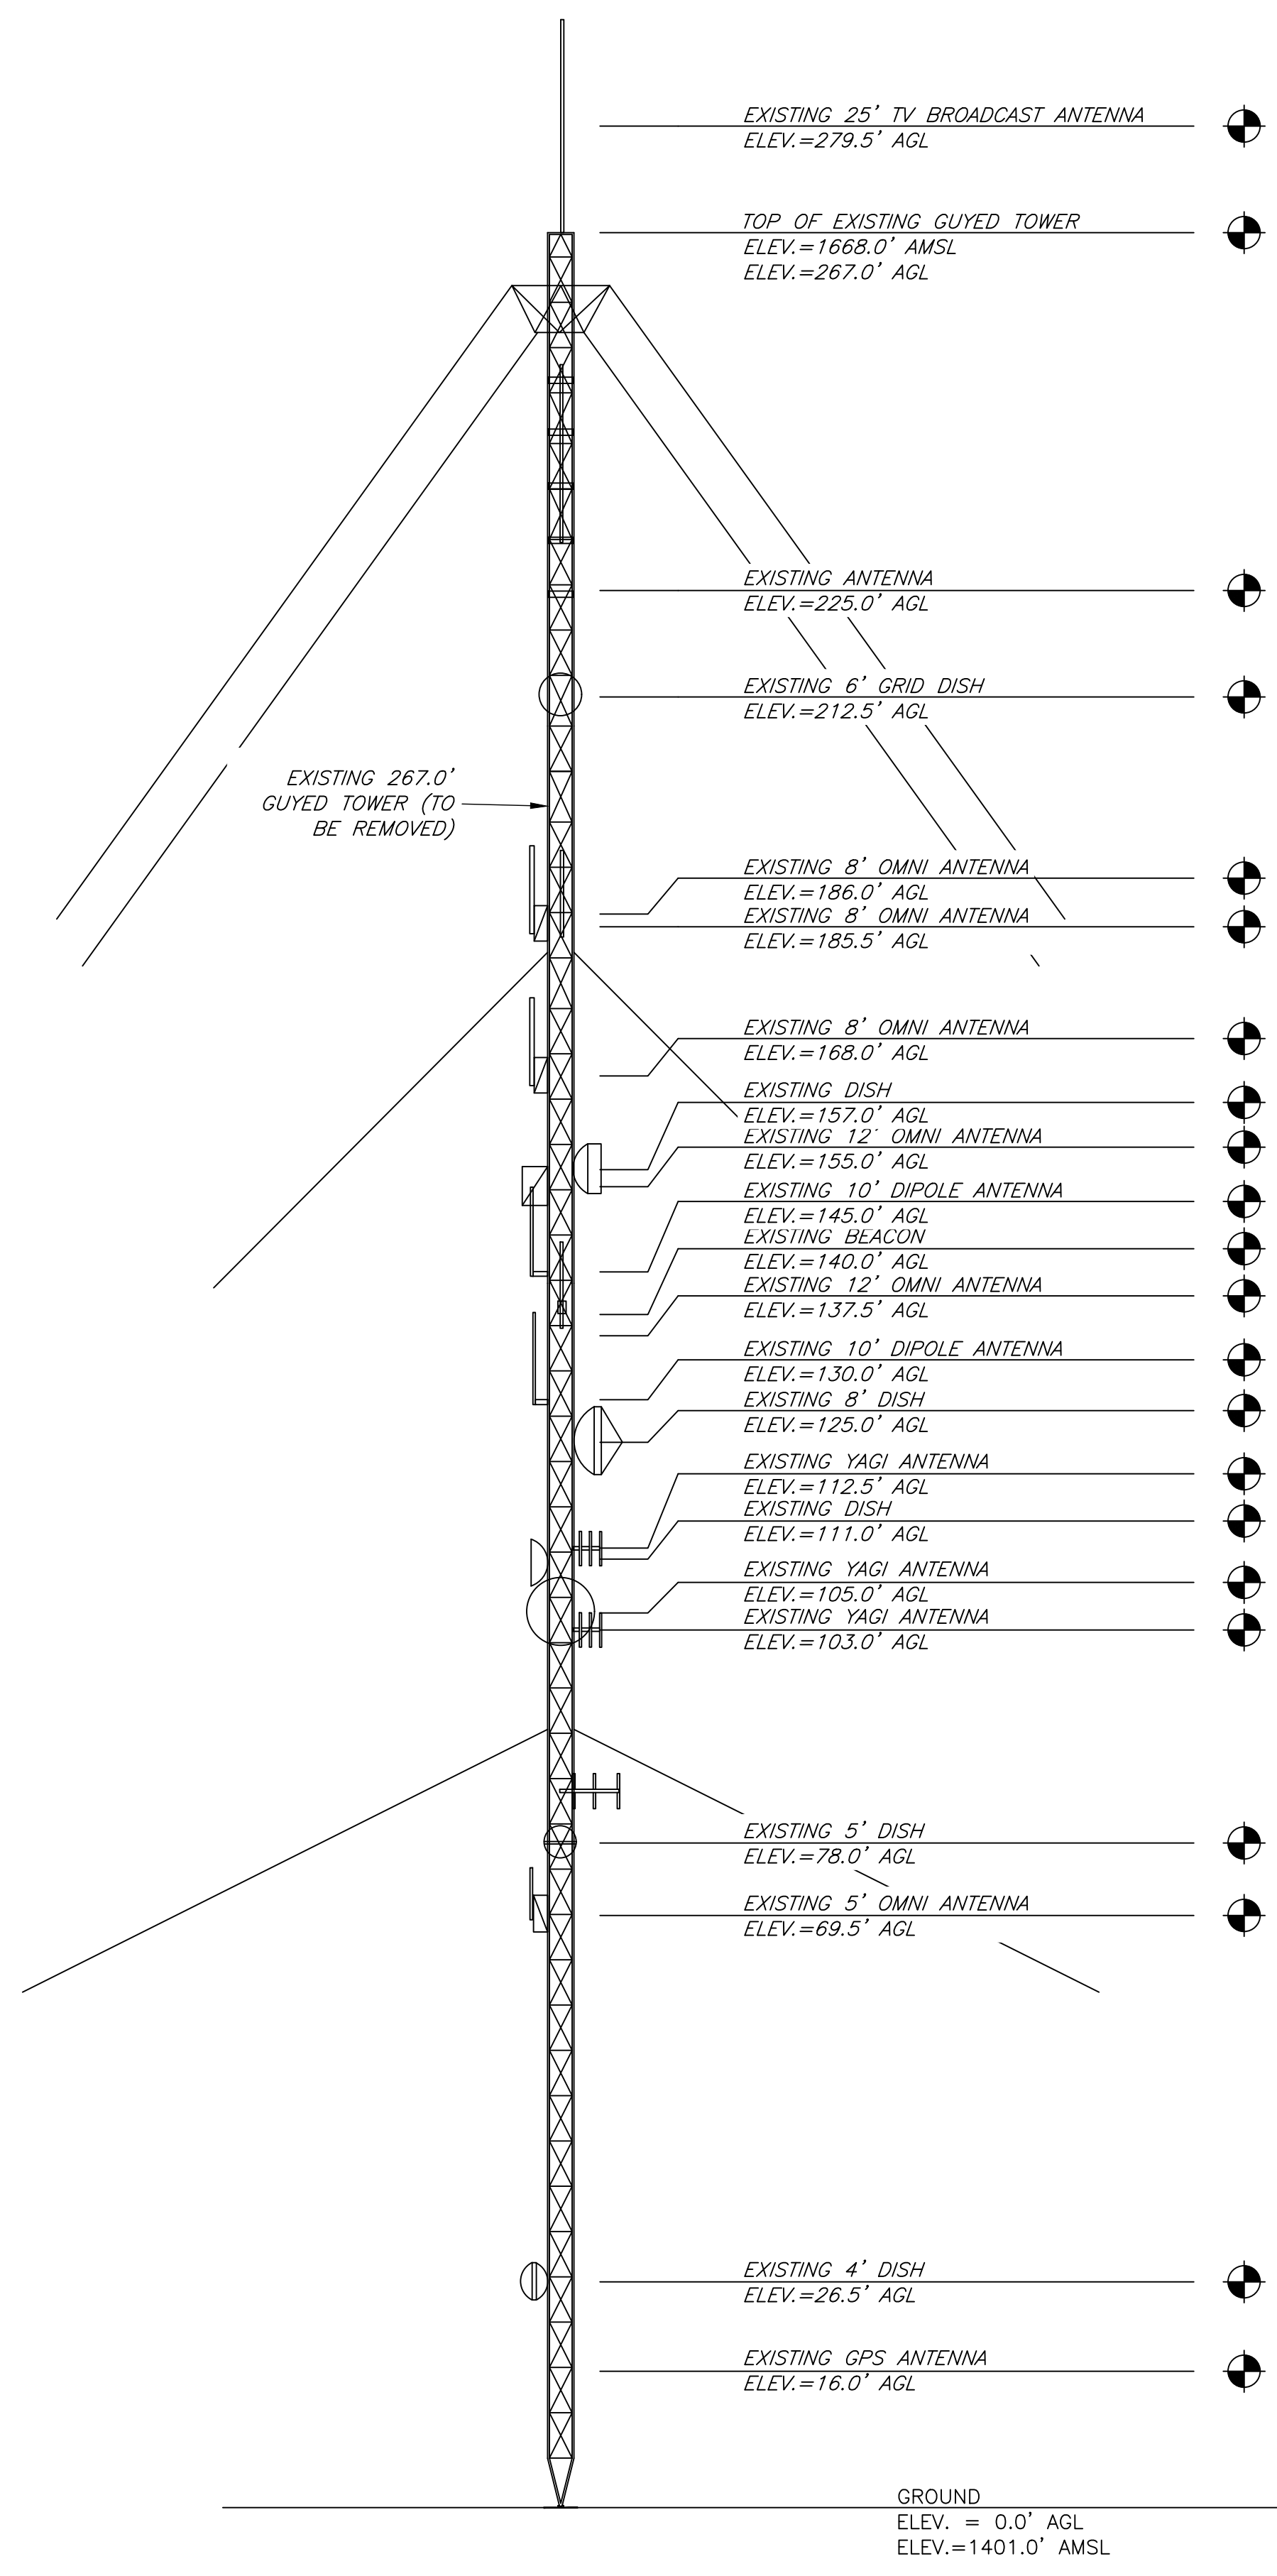 EXISTING 25' TV BROADCAST ANTENNA
ELEV.=279.5' AGL
TOP OF EXISTING GUYED TOWER
ELEV.=1668.0' AMSL
ELEV.=267.0' AGL
EXISTING ANTENNA
ELEV.=225.0' AGL
EXISTING 6' GRID DISH
ELEV.=212.5' AGL
EXISTING 267.0'
GUYED TOWER (TO
BE REMOVED)
EXISTING 8' OMNI ANTENNA
ELEV.=186.0' AGL
EXISTING 8' OMNI ANTENNA
ELEV.=185.5' AGL
EXISTING 8' OMNI ANTENNA
ELEV.=168.0' AGL
EXISTING DISH
ELEV.=157.0' AGL
EXISTING 12' OMNI ANTENNA
ELEV.=155.0' AGL
EXISTING 10' DIPOLE ANTENNA
ELEV.=145.0' AGL
EXISTING BEACON
ELEV.=140.0' AGL
EXISTING 12' OMNI ANTENNA
ELEV.=137.5' AGL
EXISTING 10' DIPOLE ANTENNA
ELEV.=130.0' AGL
EXISTING 8' DISH
ELEV.=125.0' AGL
EXISTING YAGI ANTENNA
ELEV.=112.5' AGL
EXISTING DISH
ELEV.=111.0' AGL
EXISTING YAGI ANTENNA
ELEV.=105.0' AGL
EXISTING YAGI ANTENNA
ELEV.=103.0' AGL
EXISTING 5' DISH
ELEV.=78.0' AGL
EXISTING 5' OMNI ANTENNA
ELEV.=69.5' AGL
EXISTING 4' DISH
ELEV.=26.5' AGL
EXISTING GPS ANTENNA
ELEV.=16.0' AGL
GROUND
ELEV. = 0.0' AGL
ELEV.=1401.0' AMSL